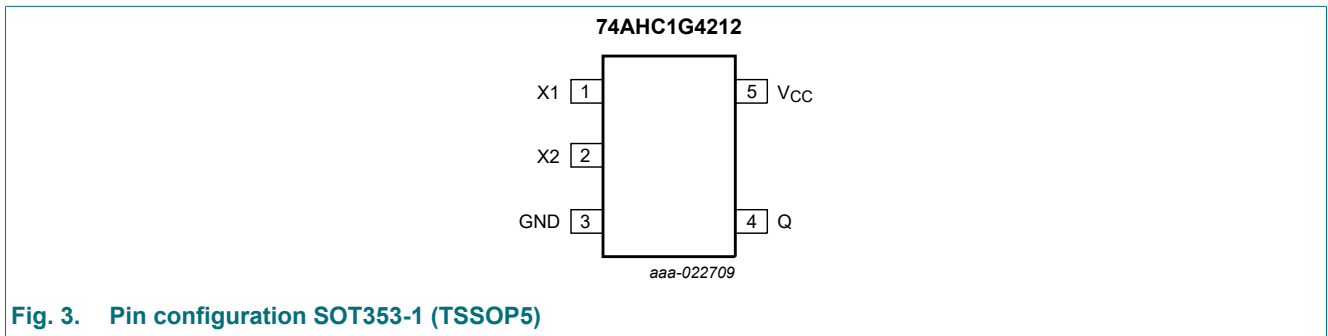 74AHC1G4212
X1 1 5 VCC
X2 2
GND 3 4 Q
aaa-022709
Fig. 3. Pin configuration SOT353-1 (TSSOP5)